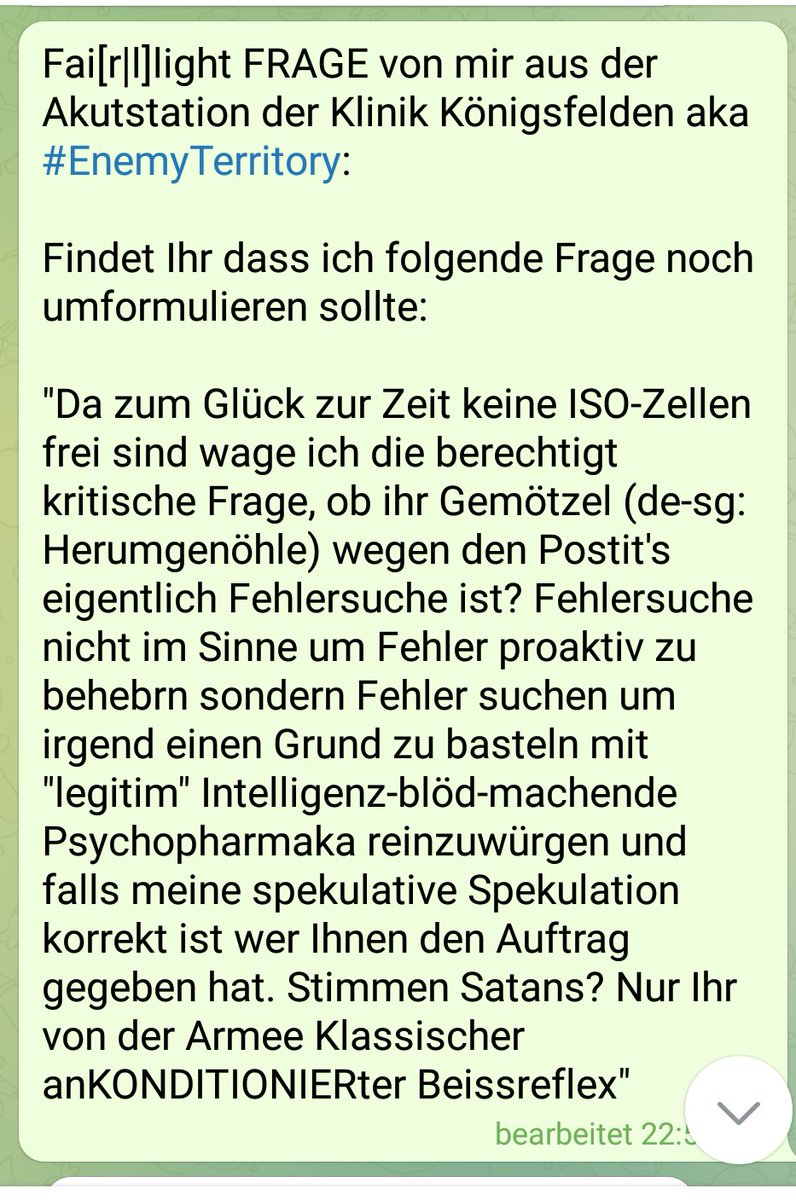 Fai[r|l]light FRAGE von mir aus der
Akutstation der Klinik Königsfelden aka
#EnemyTerritory:
Findet Ihr dass ich folgende Frage noch
umformulieren sollte:
"Da zum Glück zur Zeit keine ISO-Zellen
frei sind wage ich die berechtigt
kritische Frage, ob ihr Gemötzel (de-sg:
Herumgenöhle) wegen den Postit's
eigentlich Fehlersuche ist? Fehlersuche
nicht im Sinne um Fehler proaktiv zu
behebrn sondern Fehler suchen um
irgend einen Grund zu basteln mit
"legitim" Intelligenz-blöd-machende
Psychopharmaka reinzuwürgen und
falls meine spekulative Spekulation
korrekt ist wer Ihnen den Auftrag
gegeben hat. Stimmen Satans? Nur Ihr
von der Armee Klassischer
anKONDITIONIERter Beissreflex"
bearbeitet